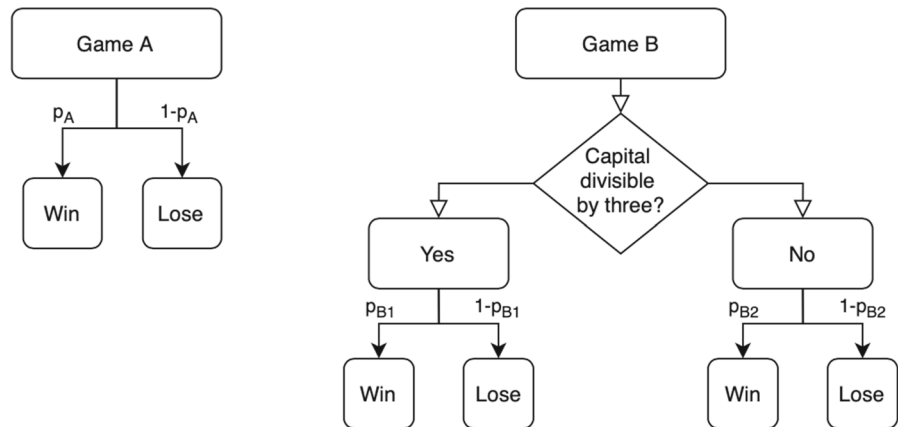 Game A
p_A
1-p_A
Win
Lose
Game B
Capital
divisible
by three?
Yes
No
p_B1
1-p_B1
p_B2
1-p_B2
Win
Lose
Win
Lose